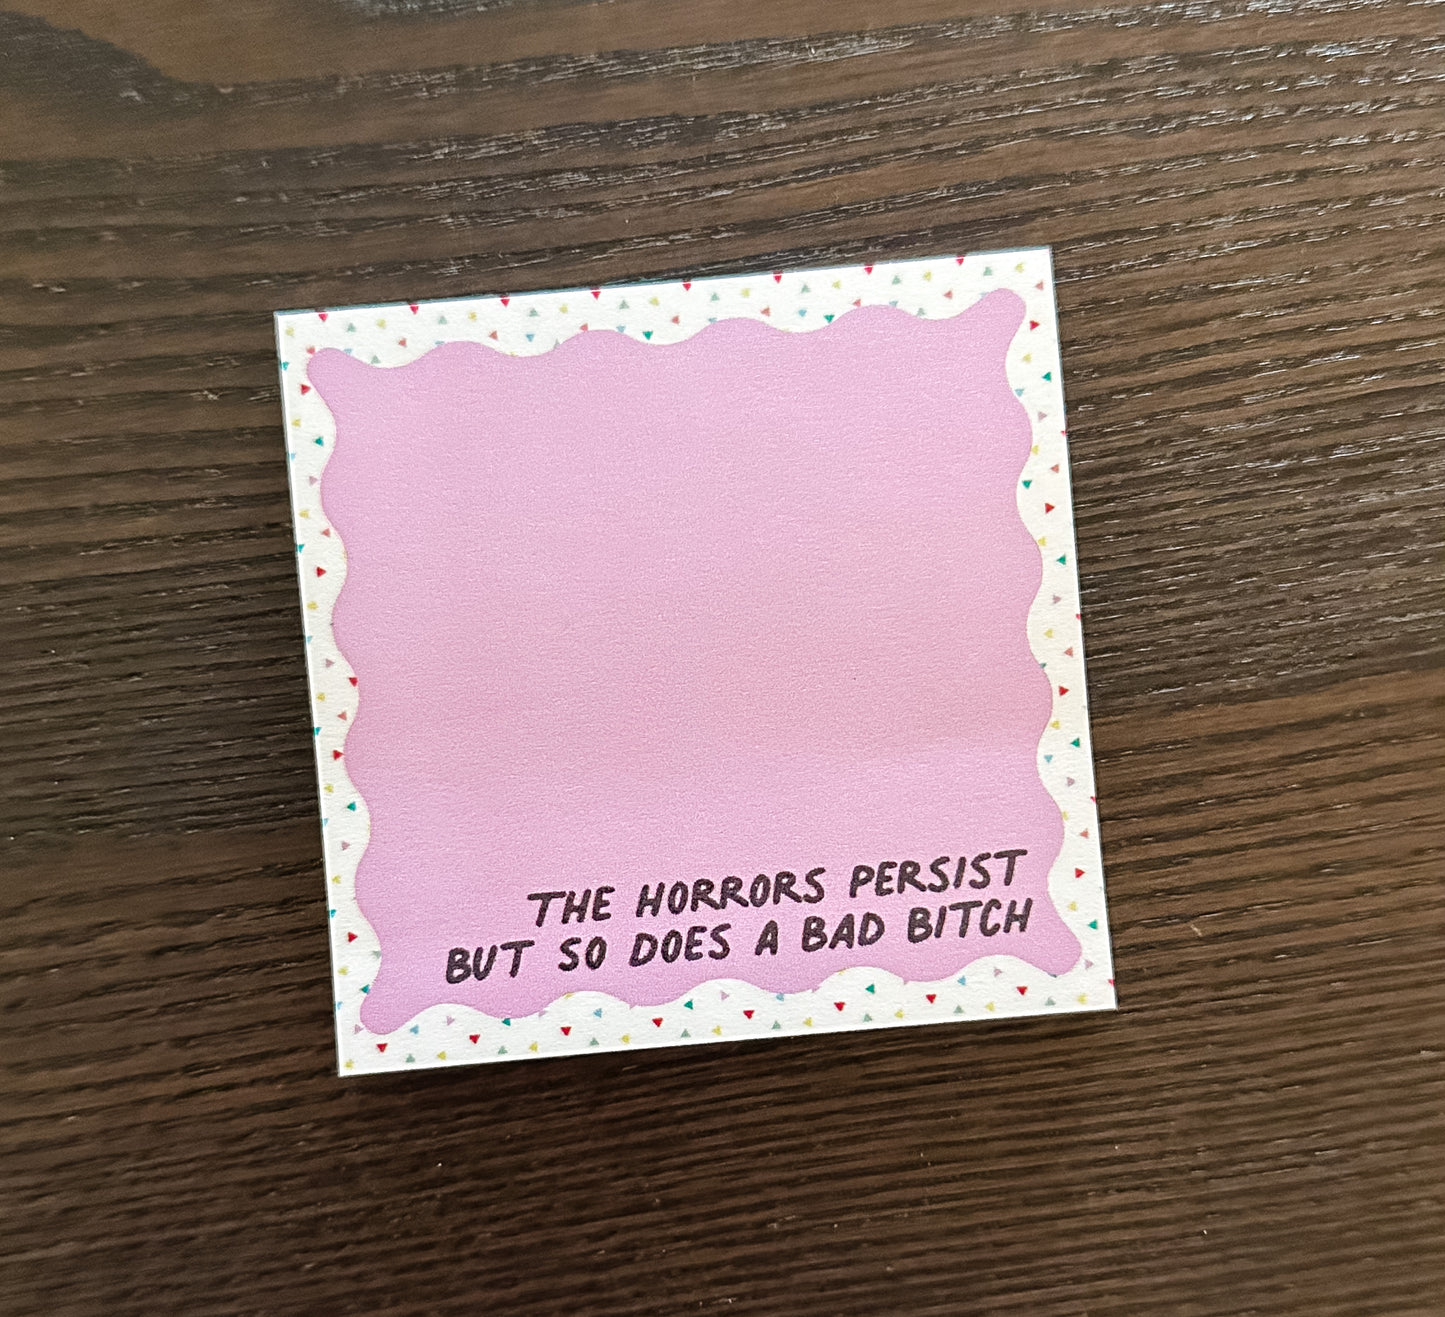 THE HORRORS PERSIST
BUT SO DOES A BAD BITCH